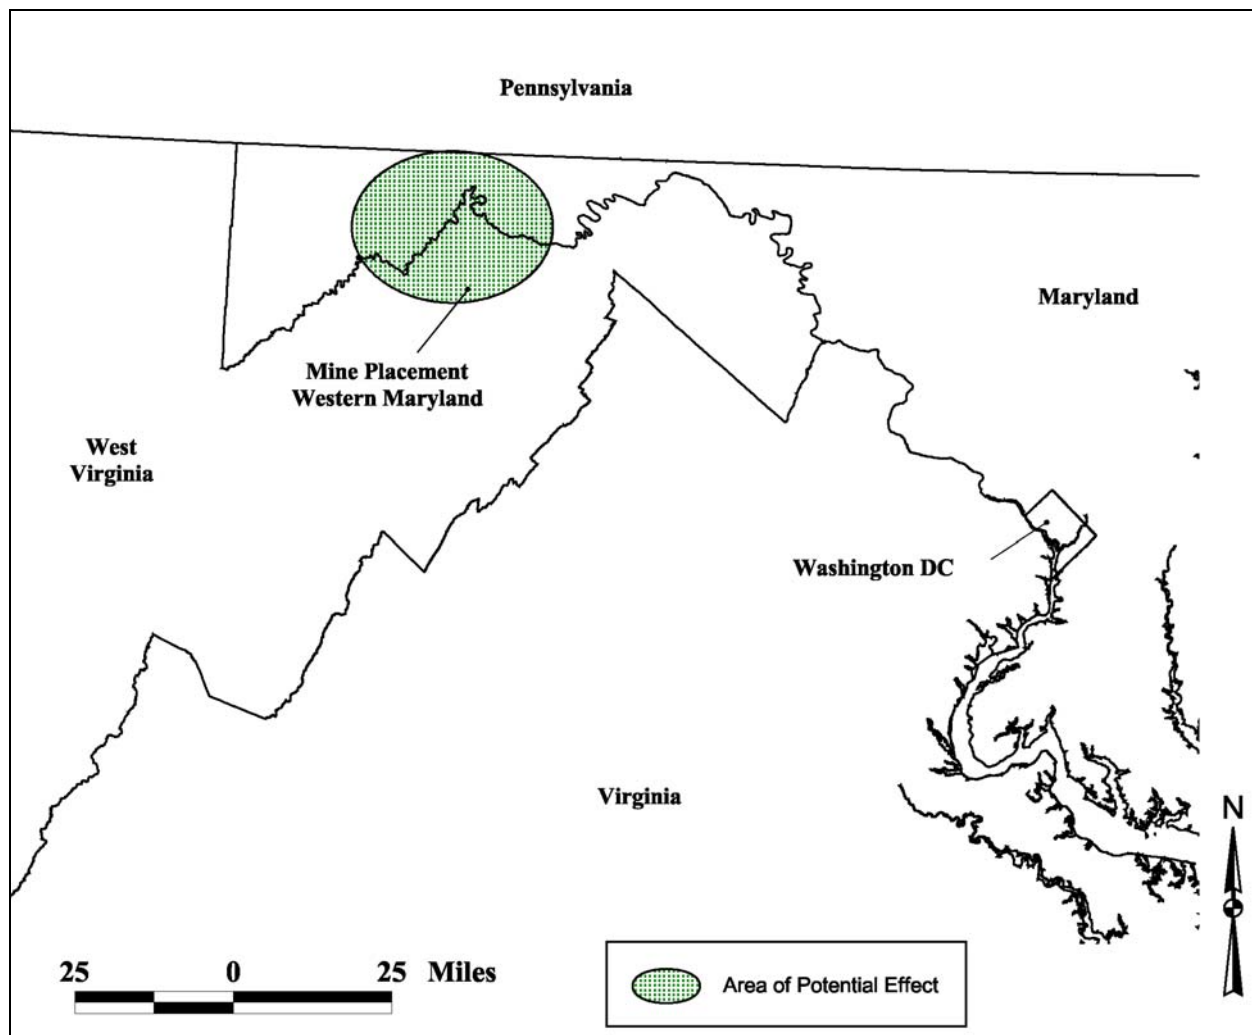 Pennsylvania
Maryland
Mine Placement
Western Maryland
West
Virginia
Washington DC
Virginia
N
25 0 25 Miles
Area of Potential Effect